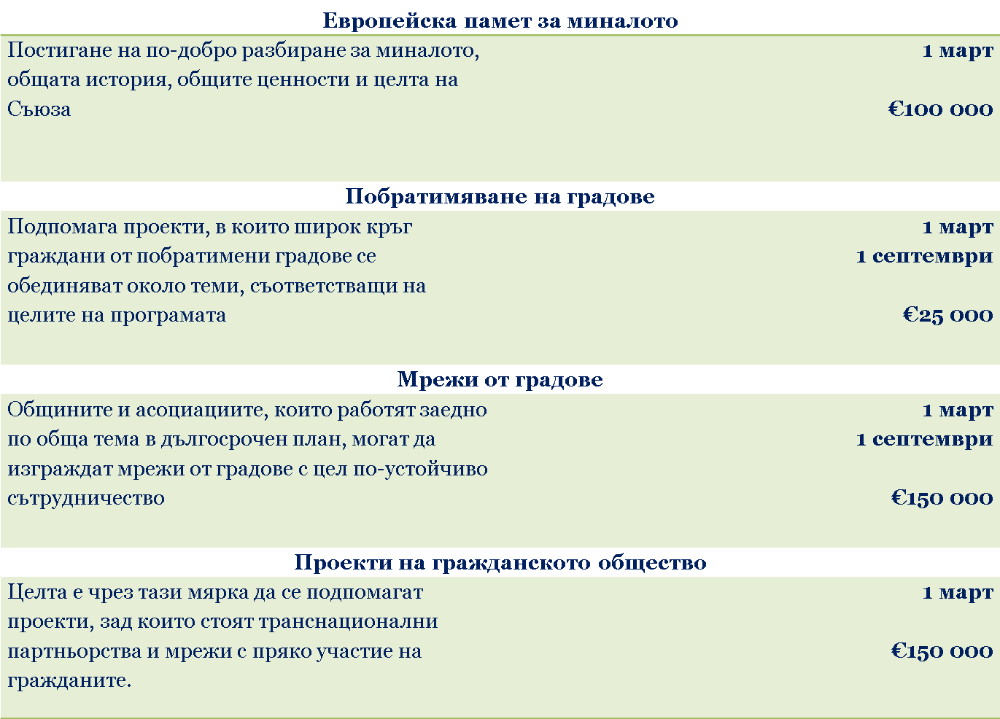 Европейска памет за миналото
Постигане на по-добро разбиране за миналото, 1 март
общата история, общите ценности и целта на
Съюза €100 000
Побратимяване на градове
Подпомага проекти, в които широк кръг 1 март
граждани от побратимени градове се 1 септември
обединяват около теми, съответстващи на
целите на програмата €25 000
Мрежи от градове
Общините и асоциациите, които работят заедно 1 март
по обща тема в дългосрочен план, могат да 1 септември
изграждат мрежи от градове с цел по-устойчиво
сътрудничество €150 000
Проекти на гражданското общество
Целта е чрез тази мярка да се подпомагат 1 март
проекти, зад които стоят транснационални
партньорства и мрежи с пряко участие на €150 000
гражданите.